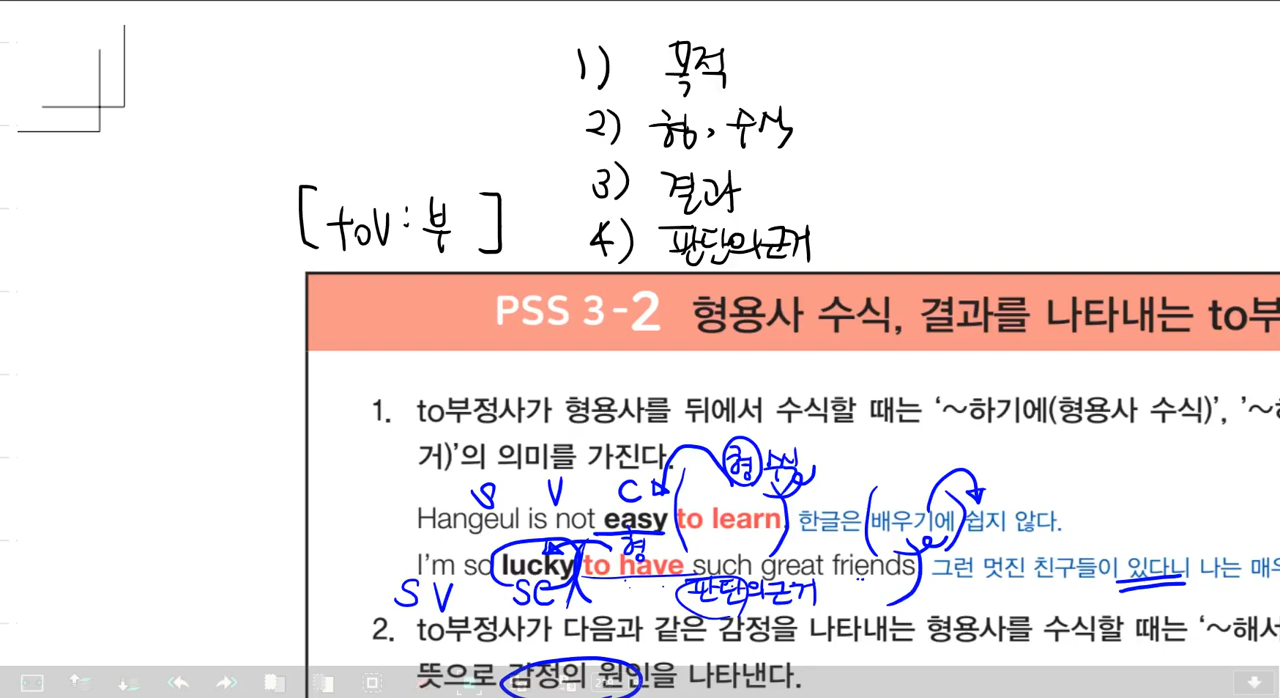 1) 목적
2) 형, 수식
3) 결과
[ toV : 부 ]
4) 판단의 근거
PSS 3-2 형용사 수식, 결과를 나타내는 to부
1. to부정사가 형용사를 뒤에서 수식할 때는 ‘~하기에(형용사 수식)’, ’~
거)’의 의미를 가진다.
형 수식
S V C
Hangeul is not easy to learn. 한글은 배우기에 쉽지 않다.
형
I’m so lucky to have such great friends. 그런 멋진 친구들이 있다니 나는 매우
S V SC 판단의 근거
2. to부정사가 다음과 같은 감정을 나타내는 형용사를 수식할 때는 ‘~해서
뜻으로 감정의 원인을 나타낸다.